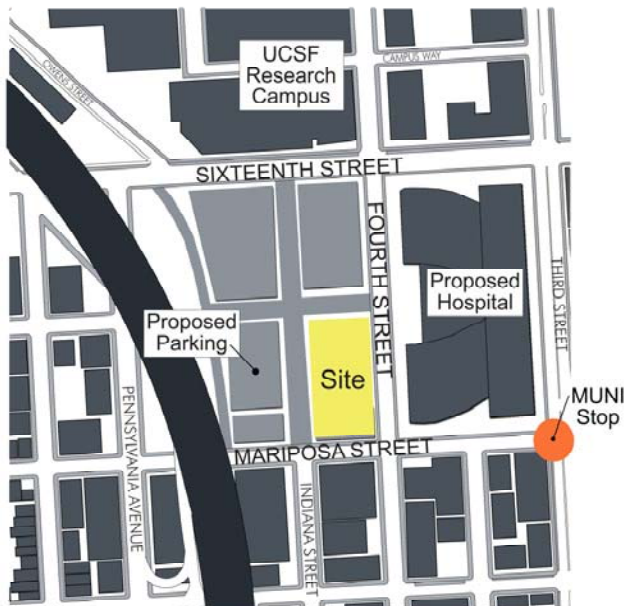 UCSF
Research
Campus
CAMPUS WAY
OWENS STREET
SIXTEENTH STREET
FOURTH STREET
Proposed
Hospital
THIRD STREET
Proposed
Parking
Site
MUNI
Stop
PENNSYLVANIA AVENUE
MARIPOSA STREET
INDIANA STREET